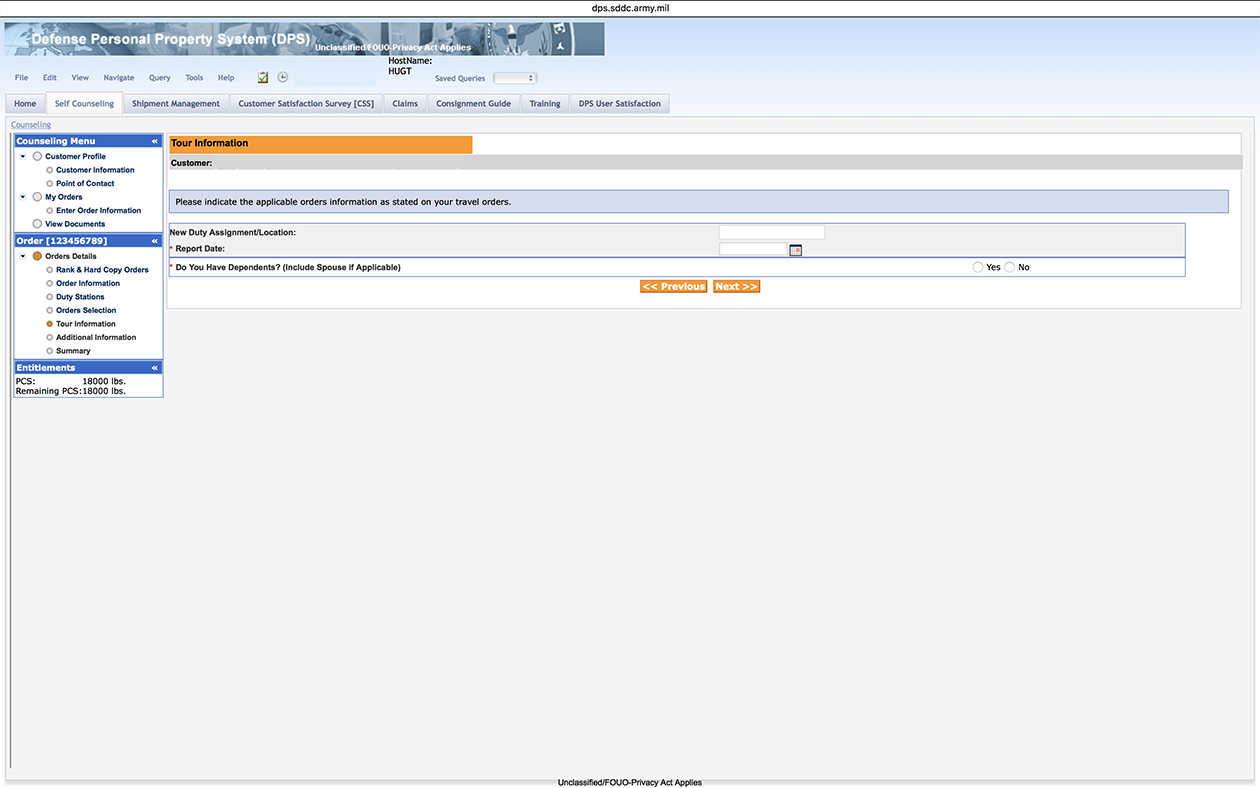 dps.sddc.army.mil
Defense Personal Property System (DPS) Unclassified/FOUO-Privacy Act Applies
HostName:
HUGT
File Edit View Navigate Query Tools Help Saved Queries
Home Self Counseling Shipment Management Customer Satisfaction Survey [CSS] Claims Consignment Guide Training DPS User Satisfaction
Counseling
Counseling Menu «
Customer Profile
Customer Information
Point of Contact
My Orders
Enter Order Information
View Documents
Order [123456789] «
Orders Details
Rank & Hard Copy Orders
Order Information
Duty Stations
Orders Selection
Tour Information
Additional Information
Summary
Entitlements «
PCS: 18000 lbs.
Remaining PCS:18000 lbs.
Tour Information
Customer:
Please indicate the applicable orders information as stated on your travel orders.
New Duty Assignment/Location:
* Report Date:
* Do You Have Dependents? (Include Spouse if Applicable) Yes No
<< Previous Next >>
Unclassified/FOUO-Privacy Act Applies